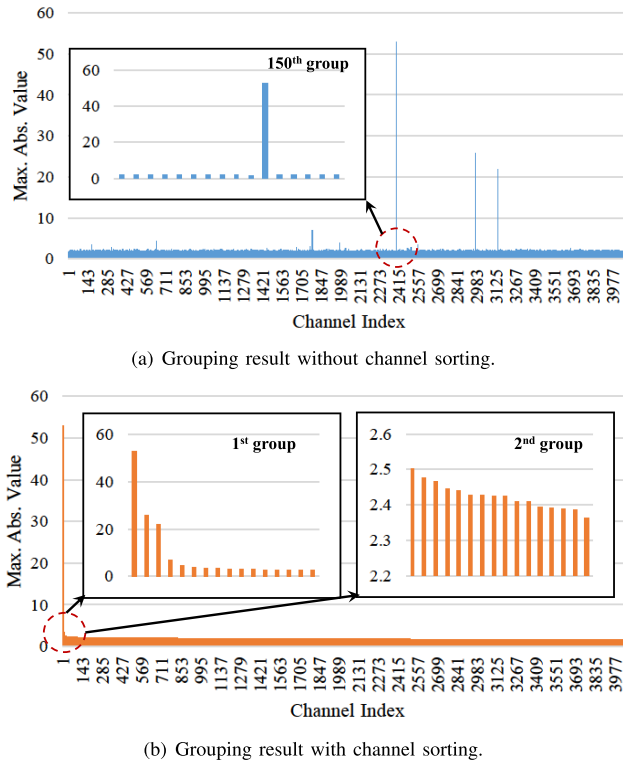 60
50
40
30
20
10
0
Max. Abs. Value
150th group
60
40
20
0
1 143 285 427 569 711 853 995 1137 1279 1421 1563 1705 1847 1989 2131 2273 2415 2557 2699 2841 2983 3125 3267 3409 3551 3693 3835 3977
Channel Index
(a) Grouping result without channel sorting.
60
50
40
30
20
10
0
Max. Abs. Value
1st group
60
40
20
0
2nd group
2.6
2.5
2.4
2.3
2.2
1 143 285 427 569 711 853 995 1137 1279 1421 1563 1705 1847 1989 2131 2273 2415 2557 2699 2841 2983 3125 3267 3409 3551 3693 3835 3977
Channel Index
(b) Grouping result with channel sorting.